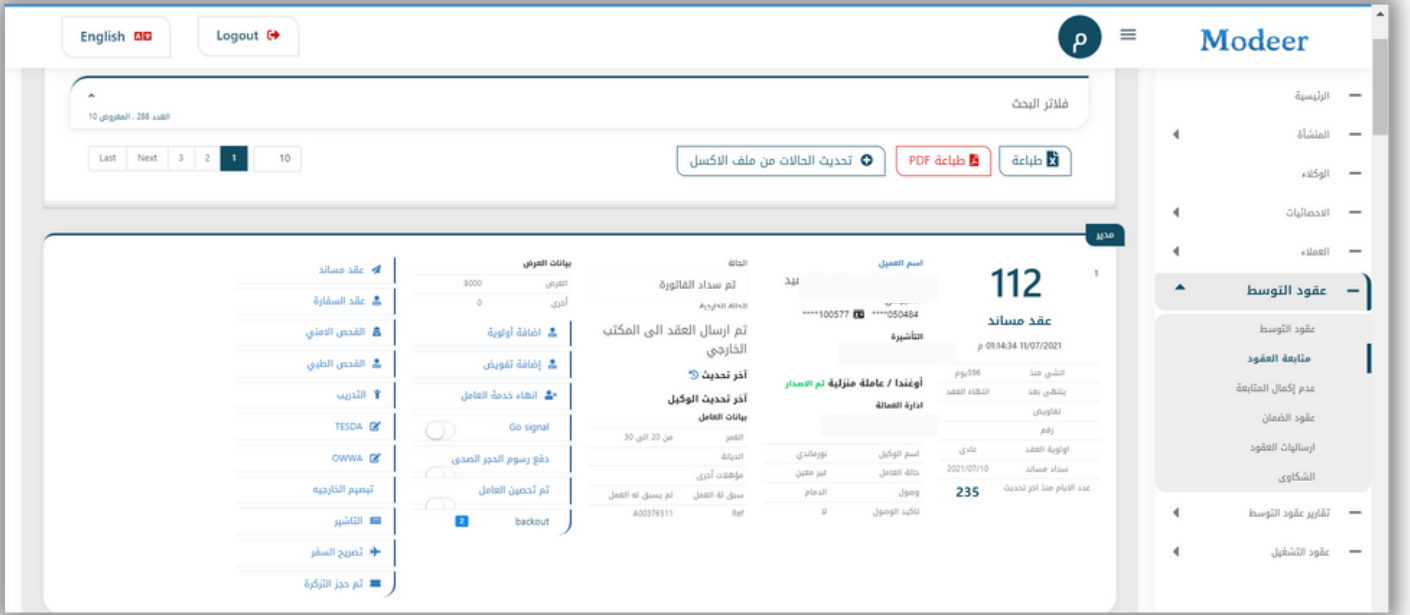 English
Logout
م
Modeer
فلاتر البحث
العدد 288 ، المعروض 10
طباعة
طباعة PDF
تحديث الحالات من ملف الاكسل
10
1
2
3
Next
Last
مدير
1
112
عقد مساند
11/07/2021 01:14:34 م
انشى منذ
596يوم
ينتهى بعد
انتهاء العقد
تفاويض
رقم
اولوية العقد
عادى
سداد مساند
2021/07/10
عدد الايام منذ اخر تحديث
235
اسم العميل
050484****
100577****
التأشيرة
أوغندا / عاملة منزلية تم الاصدار
ادارة العمالة
اسم الوكيل
نورماندي
حالة العامل
غير معين
وصول
الدمام
تاكيد الوصول
لا
الحالة
تم سداد الفاتورة
تم ارسال العقد الى المكتب
الخارجي
آخر تحديث
آخر تحديث الوكيل
بيانات العامل
العمر
من 20 الى 30
الديانة
مؤهلات أخرى
سبق لة العمل
لم يسبق له العمل
Ref
A00376511
بيانات العرض
العرض
8000
أخرى
0
اضافة أولوية
إضافة تفويض
انهاء خدمة العامل
Go signal
دفع رسوم الحجر الصحى
تم تحصين العامل
backout
2
عقد مساند
عقد السفارة
الفحص الامني
الفحص الطبي
التدريب
TESDA
OWWA
تبصيم الخارجيه
التاشير
تصريح السفر
تم حجز التزكرة
الرئيسية
المنشأة
الوكلاء
الاحصائيات
العملاء
عقود التوسط
عقود التوسط
متابعة العقود
عدم إكمال المتابعة
عقود الضمان
ارساليات العقود
الشكاوى
تقارير عقود التوسط
عقود التشغيل